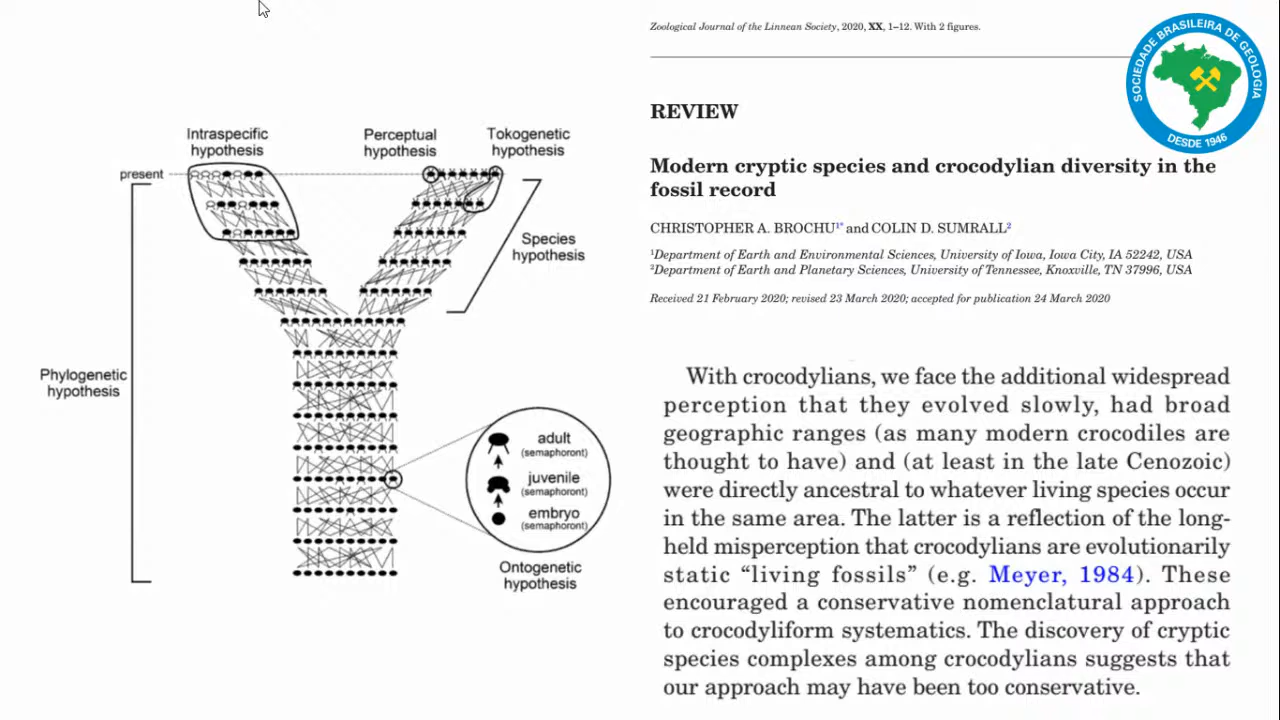 Intraspecific
hypothesis
Perceptual
hypothesis
Tokogenetic
hypothesis
present
Species
hypothesis
Phylogenetic
hypothesis
adult
(semaphoront)
juvenile
(semaphoront)
embryo
(semaphoront)
Ontogenetic
hypothesis
Zoological Journal of the Linnean Society, 2020, XX, 1–12. With 2 figures.
SOCIEDADE BRASILEIRA DE GEOLOGIA
DESDE 1946
REVIEW
Modern cryptic species and crocodylian diversity in the
fossil record
CHRISTOPHER A. BROCHU1* and COLIN D. SUMRALL2
1Department of Earth and Environmental Sciences, University of Iowa, Iowa City, IA 52242, USA
2Department of Earth and Planetary Sciences, University of Tennessee, Knoxville, TN 37996, USA
Received 21 February 2020; revised 23 March 2020; accepted for publication 24 March 2020
With crocodylians, we face the additional widespread
perception that they evolved slowly, had broad
geographic ranges (as many modern crocodiles are
thought to have) and (at least in the late Cenozoic)
were directly ancestral to whatever living species occur
in the same area. The latter is a reflection of the long-
held misperception that crocodylians are evolutionarily
static “living fossils” (e.g. Meyer, 1984). These
encouraged a conservative nomenclatural approach
to crocodyliform systematics. The discovery of cryptic
species complexes among crocodylians suggests that
our approach may have been too conservative.